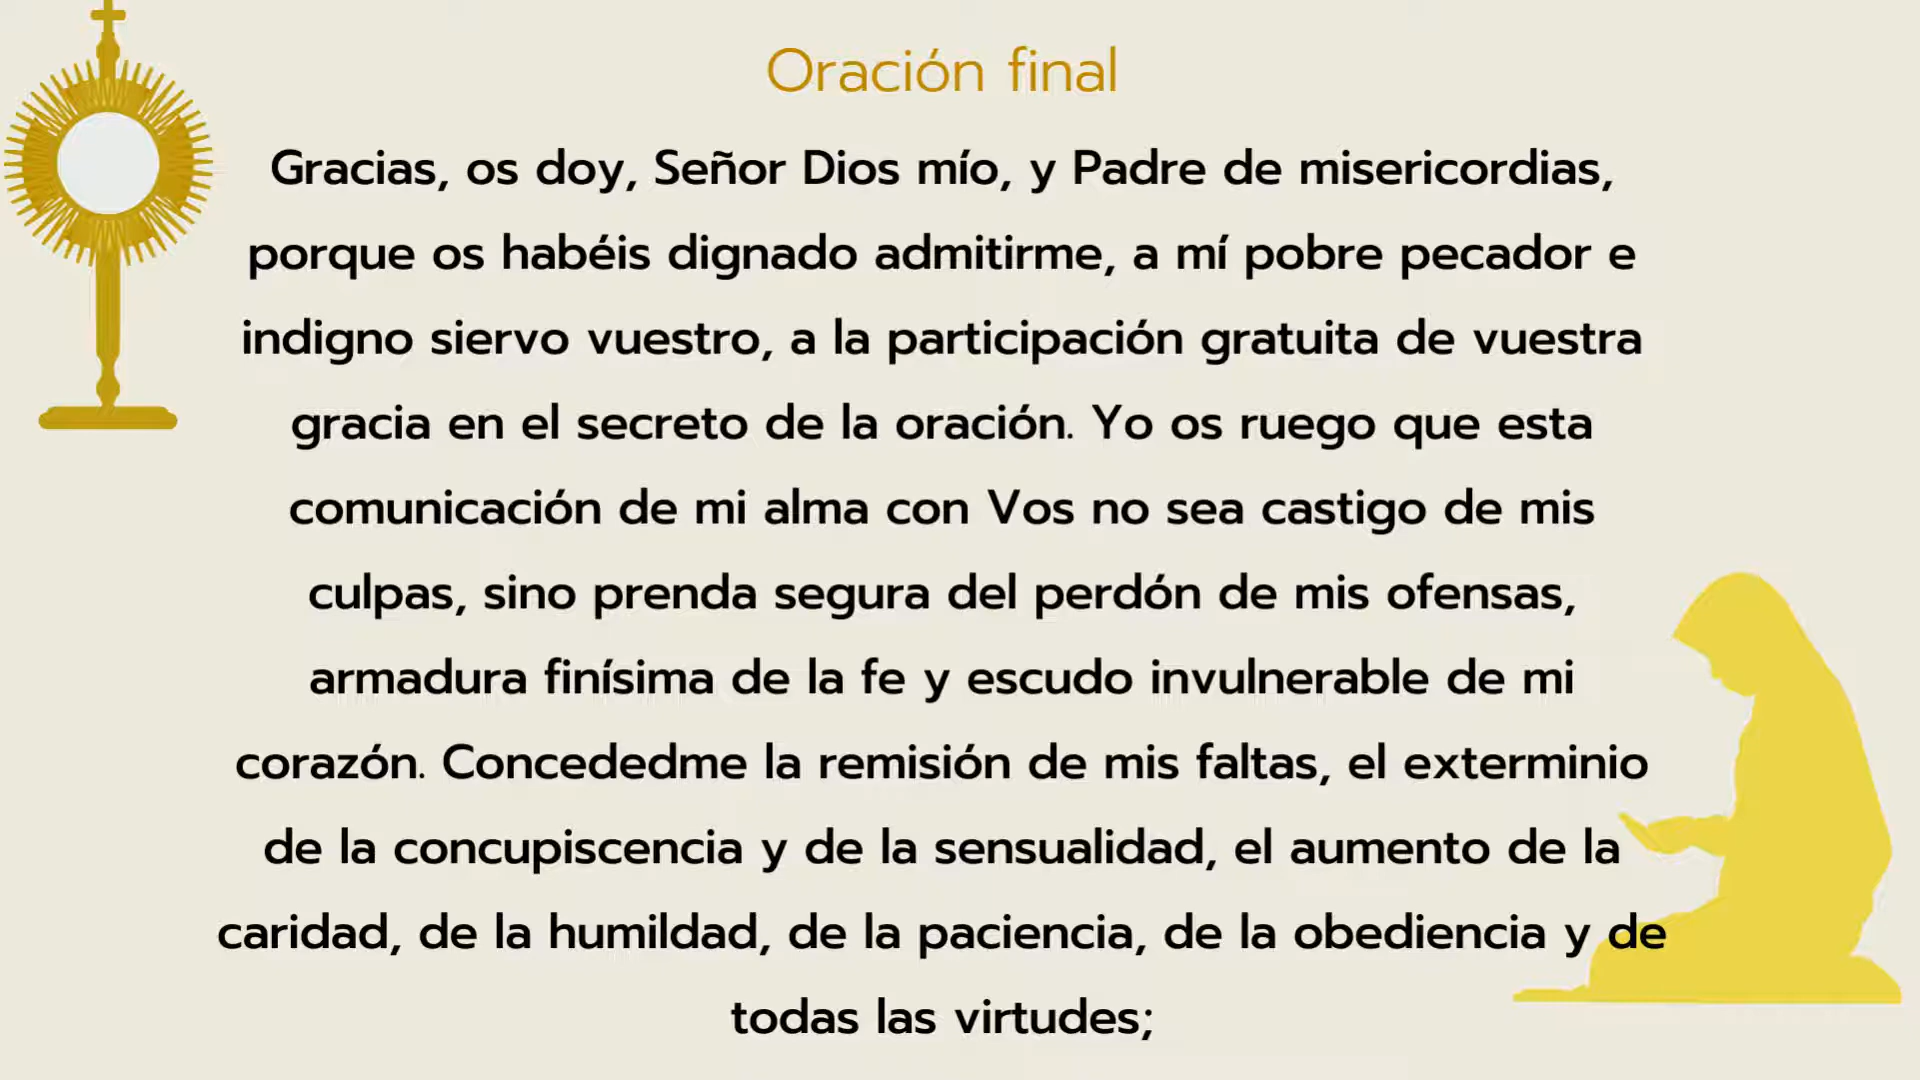 Oración final
Gracias, os doy, Señor Dios mío, y Padre de misericordias,
porque os habéis dignado admitirme, a mí pobre pecador e
indigno siervo vuestro, a la participación gratuita de vuestra
gracia en el secreto de la oración. Yo os ruego que esta
comunicación de mi alma con Vos no sea castigo de mis
culpas, sino prenda segura del perdón de mis ofensas,
armadura finísima de la fe y escudo invulnerable de mi
corazón. Concededme la remisión de mis faltas, el exterminio
de la concupiscencia y de la sensualidad, el aumento de la
caridad, de la humildad, de la paciencia, de la obediencia y de
todas las virtudes;